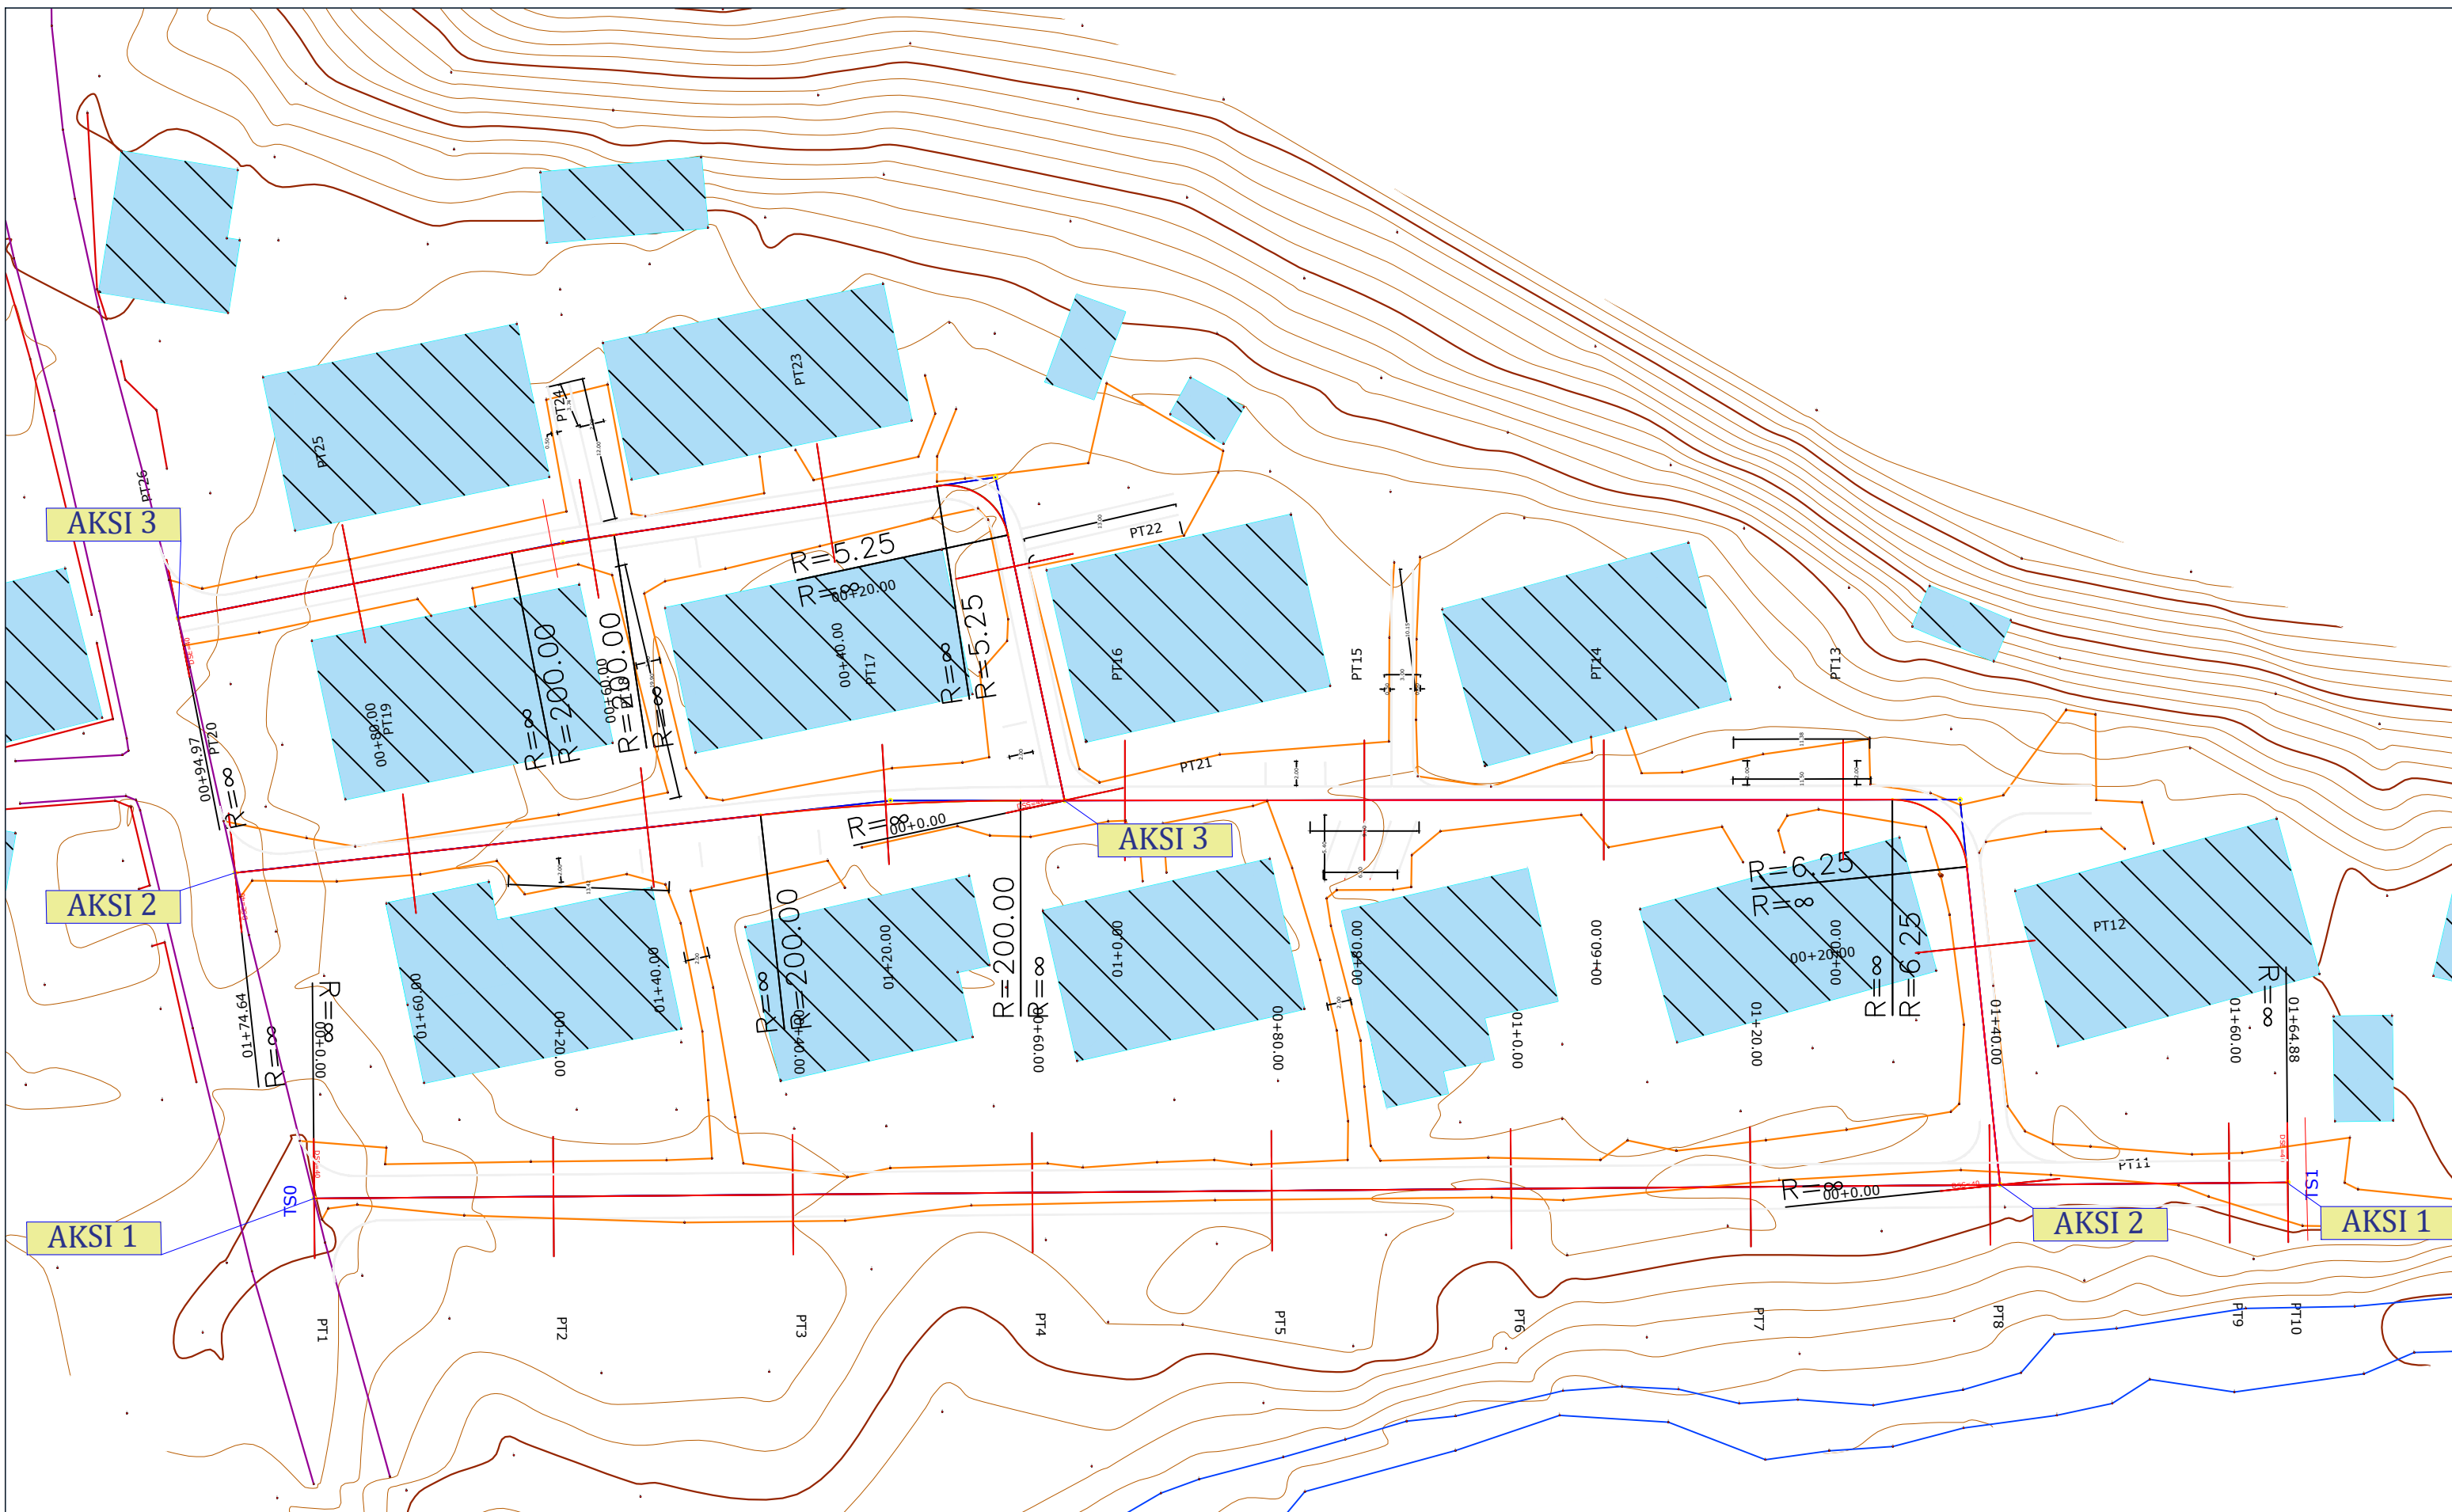 PT23
PT24
PT25
PT26
AKSI 3
PT22
R=5.25
R=∞
00+20.00
R=∞
R=5.25
00+40.00
PT17
R=200.00
R=∞
00+60.00
R=∞
R=200.00
00+80.00
PT19
PT20
00+94.97
R=∞
PT16
PT15
PT14
PT13
PT21
R=∞
00+0.00
AKSI 3
AKSI 2
R=6.25
R=∞
00+20.00
R=∞
R=6.25
PT12
01+74.64
R=∞
R=∞
00+0.00
01+60.00
01+40.00
R=∞
R=200.00
01+20.00
R=200.00
R=∞
01+0.00
00+80.00
00+60.00
00+20.00
00+40.00
00+60.00
00+80.00
01+0.00
01+20.00
01+40.00
01+60.00
01+64.88
R=∞
PT11
R=∞
00+0.00
TS0
TS1
AKSI 1
AKSI 2
AKSI 1
PT1
PT2
PT3
PT4
PT5
PT6
PT7
PT8
PT9
PT10